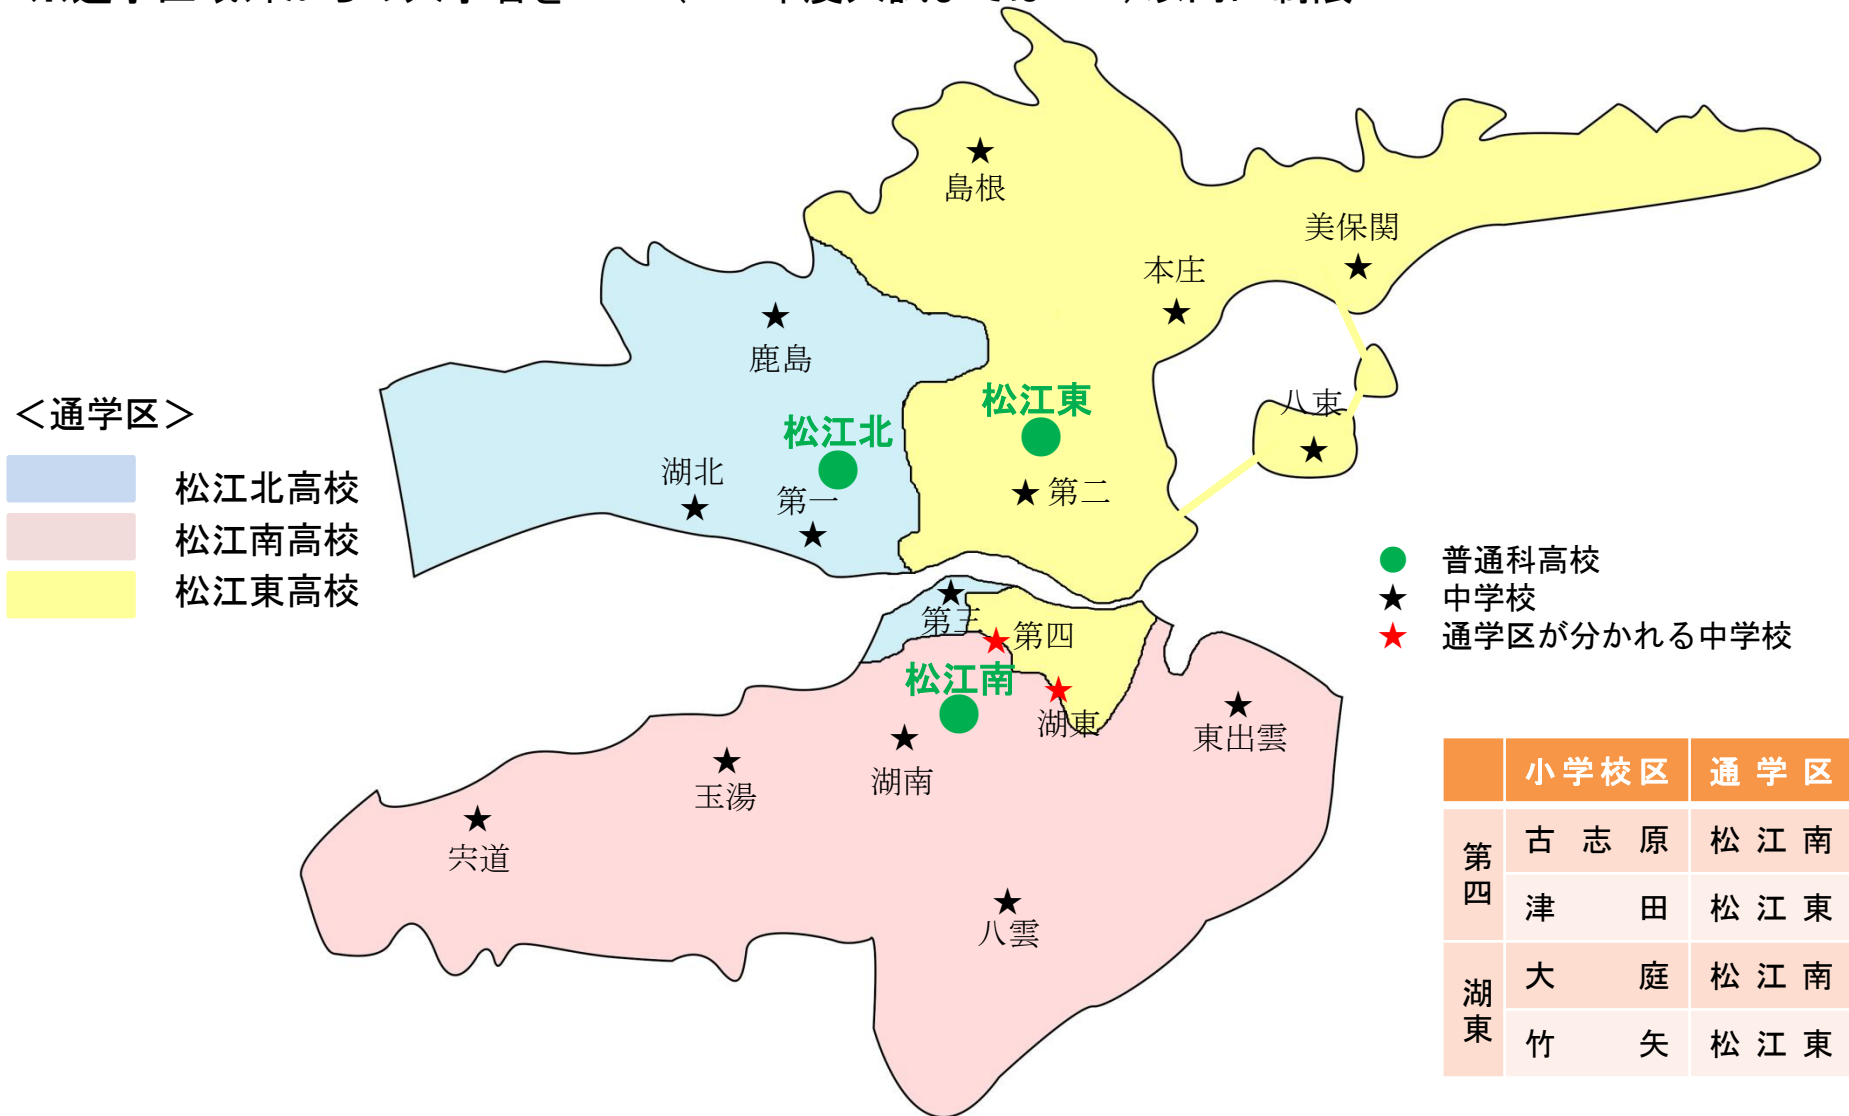 島根
美保関
本庄
鹿島
松江東
八束
<通学区>
松江北
湖北
第一
第二
松江北高校
松江南高校
松江東高校
普通科高校
中学校
通学区が分かれる中学校
第三
第四
松江南
湖東
東出雲
湖南
玉湯
宍道
八雲
小学校区 通学区
第四 古志原 松江南
津田 松江東
湖東 大庭 松江南
竹矢 松江東